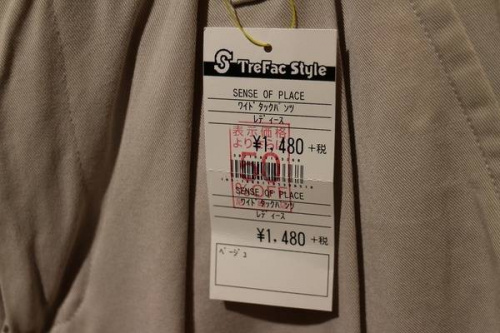 TreFac Style
SENSE OF PLACE
ワイドタックパンツ
レディース
表示価格
より
¥1,480 +税
50
SENSE OF PLACE
ワイドタックパンツ
レディース
¥1,480 +税
ベージュ